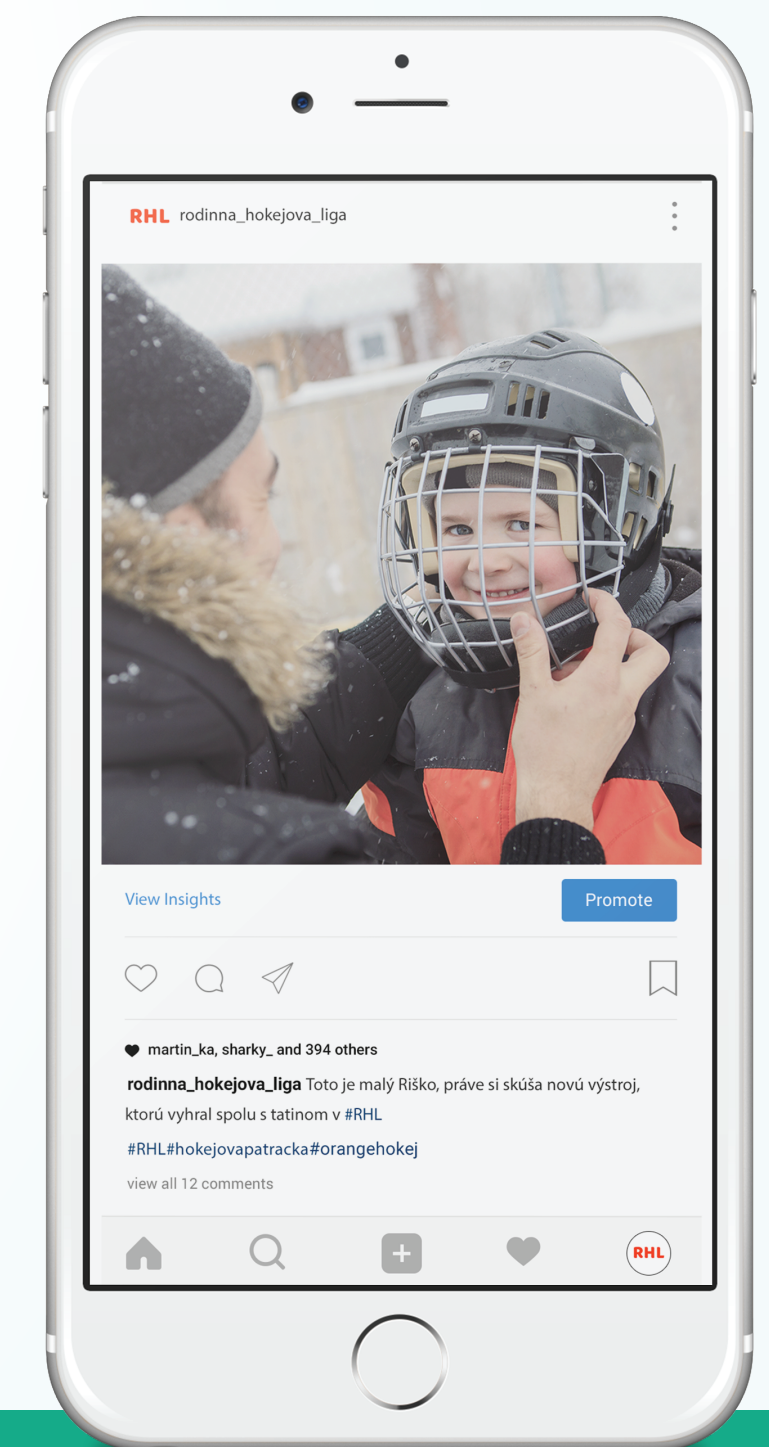 RHL rodinna_hokejova_liga
View Insights
Promote
martin_ka, sharky_ and 394 others
rodinna_hokejova_liga Toto je malý Riško, práve si skúša novú výstroj,
ktorú vyhral spolu s tatinom v #RHL
#RHL#hokejovapatracka#orangehokej
view all 12 comments
RHL